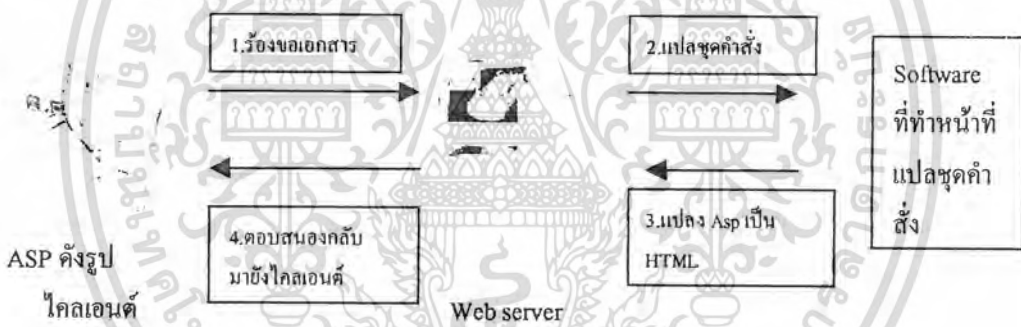 1.ร้องขอเอกสาร
2.แปลชุดคำสั่ง
Software
ที่ทำหน้าที่
แปลชุดคำ
สั่ง
3.แปลง Asp เป็น
HTML
4.ตอบสนองกลับ
มายังไคลเอนต์
ASP ดังรูป
ไคลเอนต์
Web server